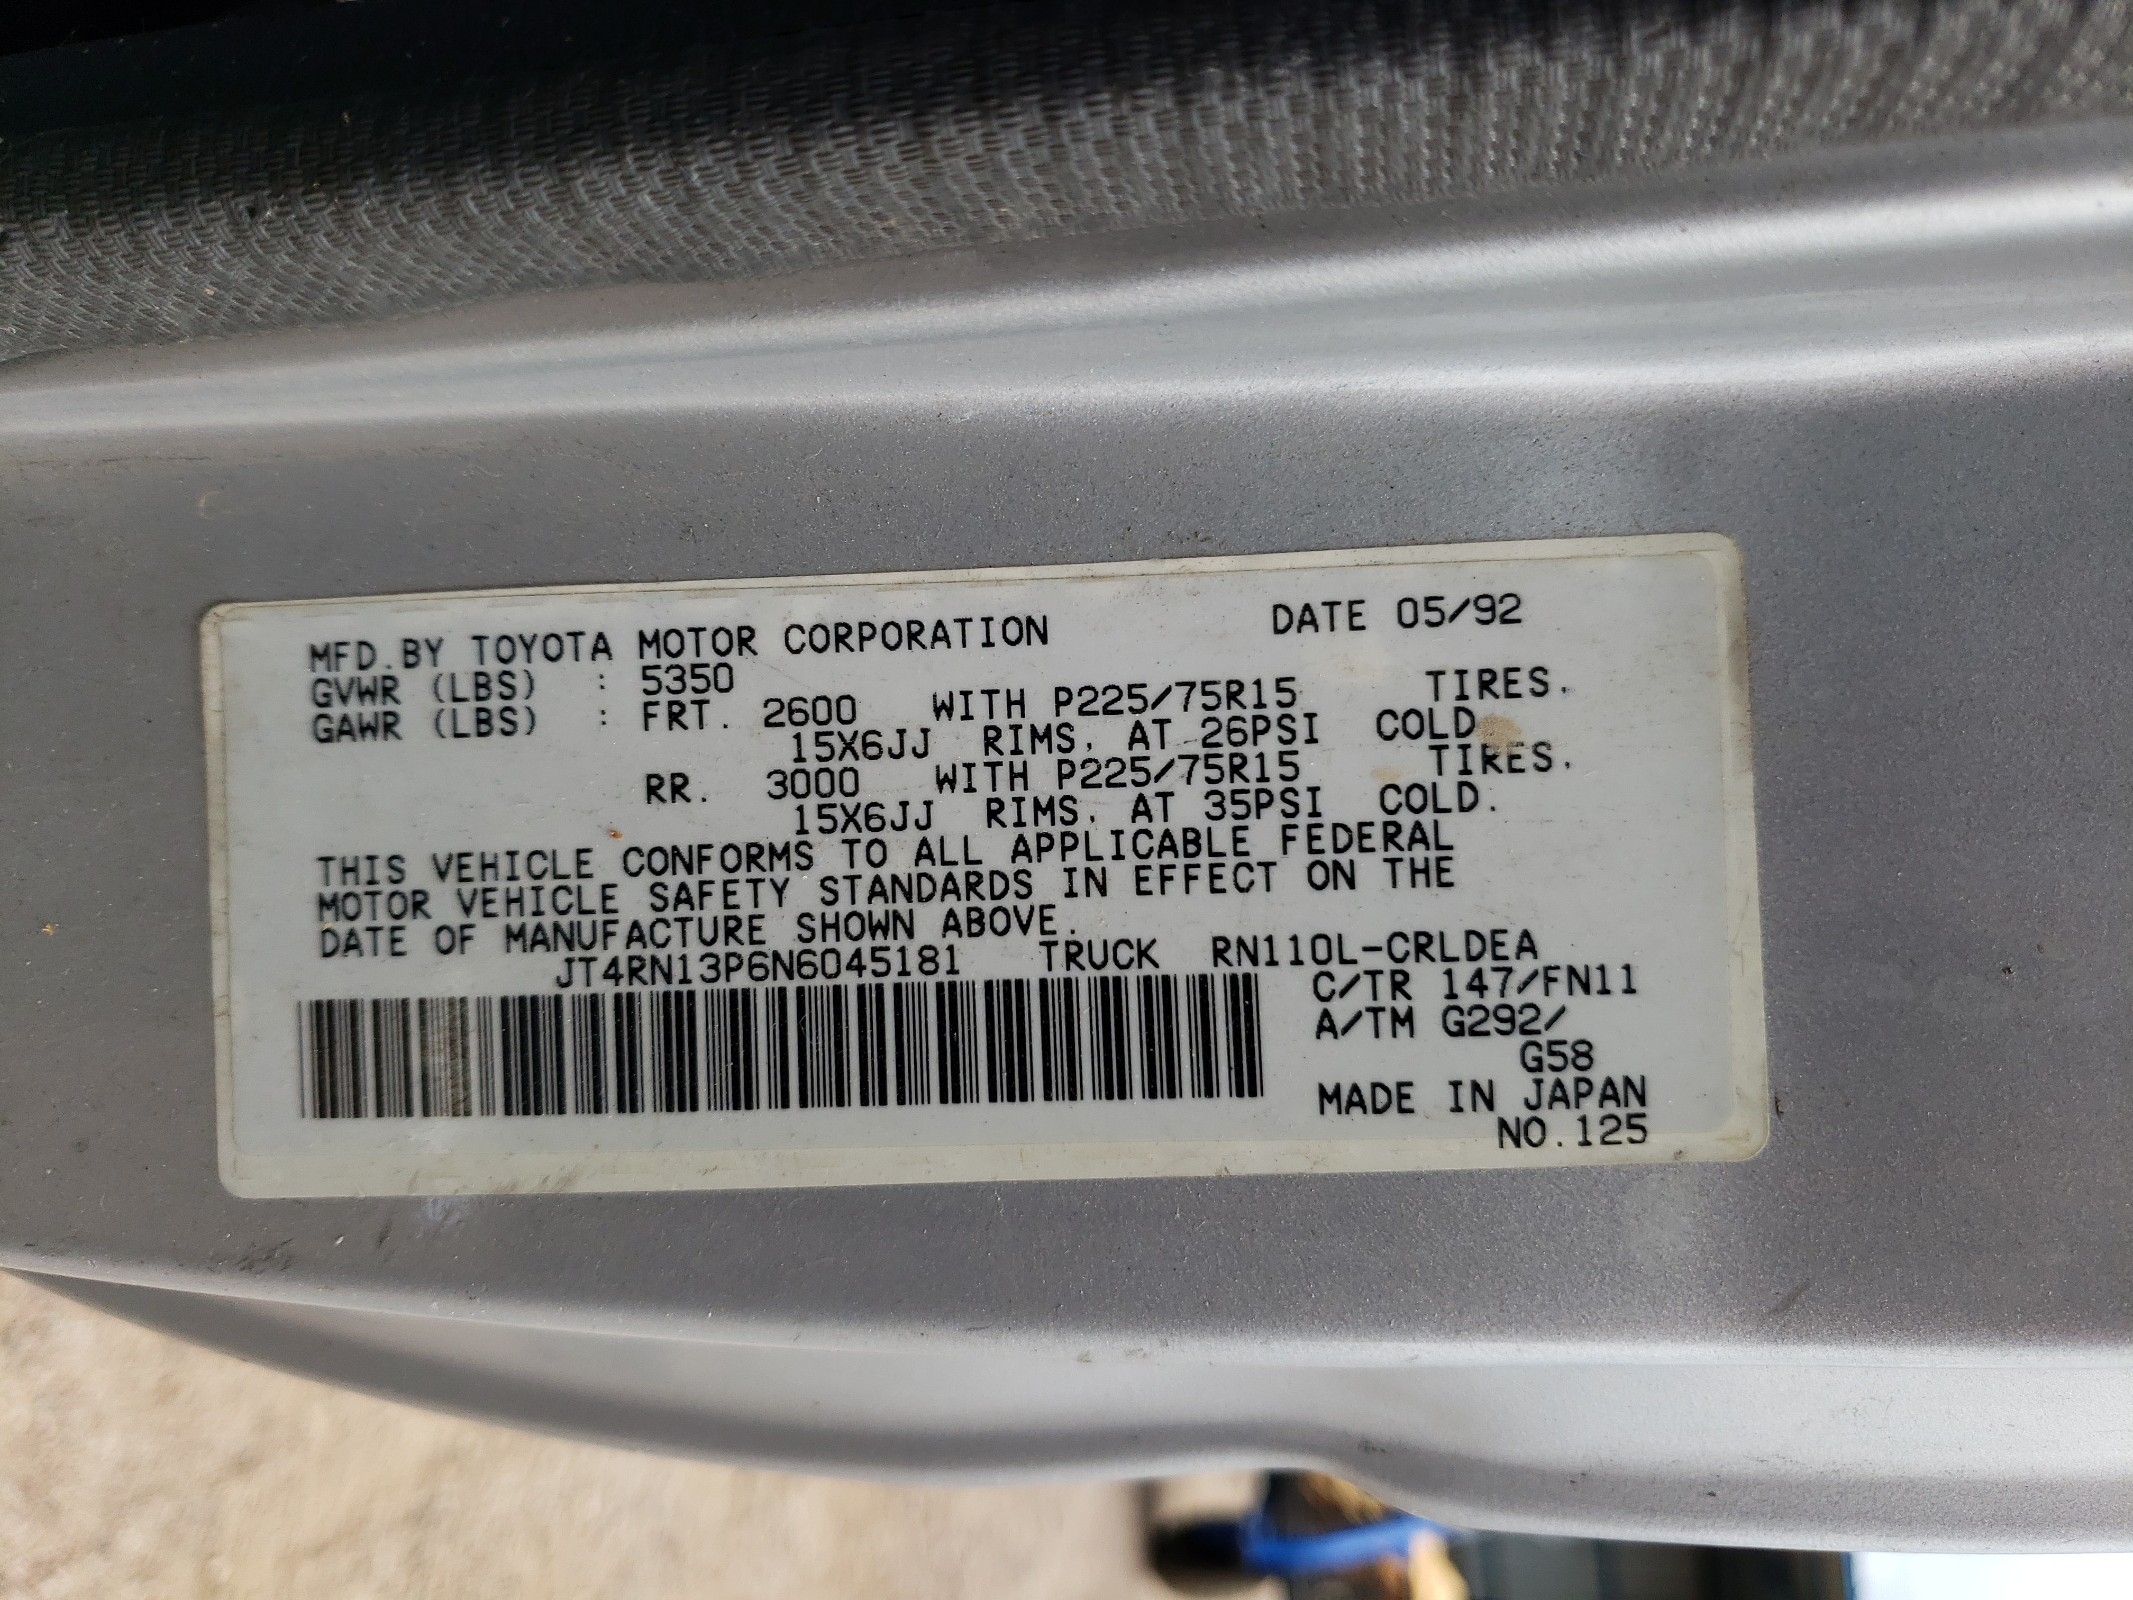 MFD.BY TOYOTA MOTOR CORPORATION DATE 05/92
GVWR (LBS) : 5350
GAWR (LBS) : FRT. 2600 WITH P225/75R15 TIRES.
15X6JJ RIMS, AT 26PSI COLD
RR. 3000 WITH P225/75R15 TIRES.
15X6JJ RIMS, AT 35PSI COLD.
THIS VEHICLE CONFORMS TO ALL APPLICABLE FEDERAL
MOTOR VEHICLE SAFETY STANDARDS IN EFFECT ON THE
DATE OF MANUFACTURE SHOWN ABOVE.
JT4RN13P6N6045181 TRUCK RN110L-CRLDEA
C/TR 147/FN11
A/TM G292/
G58
MADE IN JAPAN
NO.125